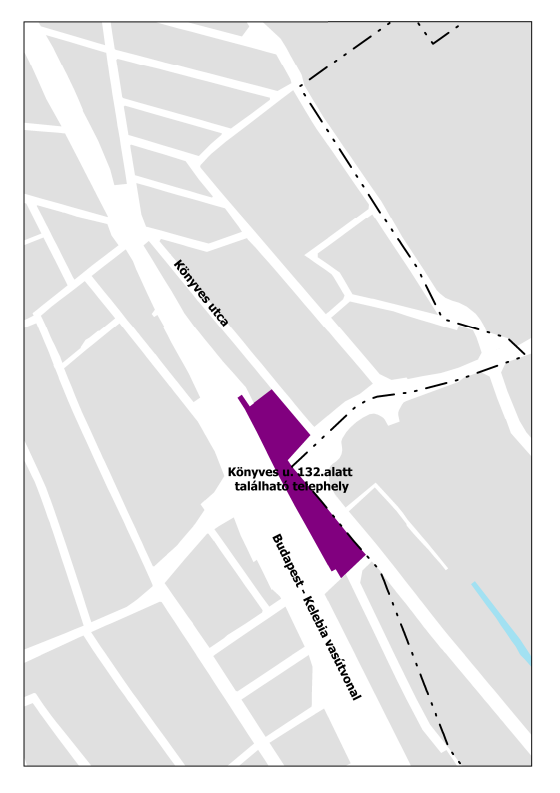 Könyves utca
Könyves u. 132.alatt
található telephely
Budapest - Kelebia vasútvonal